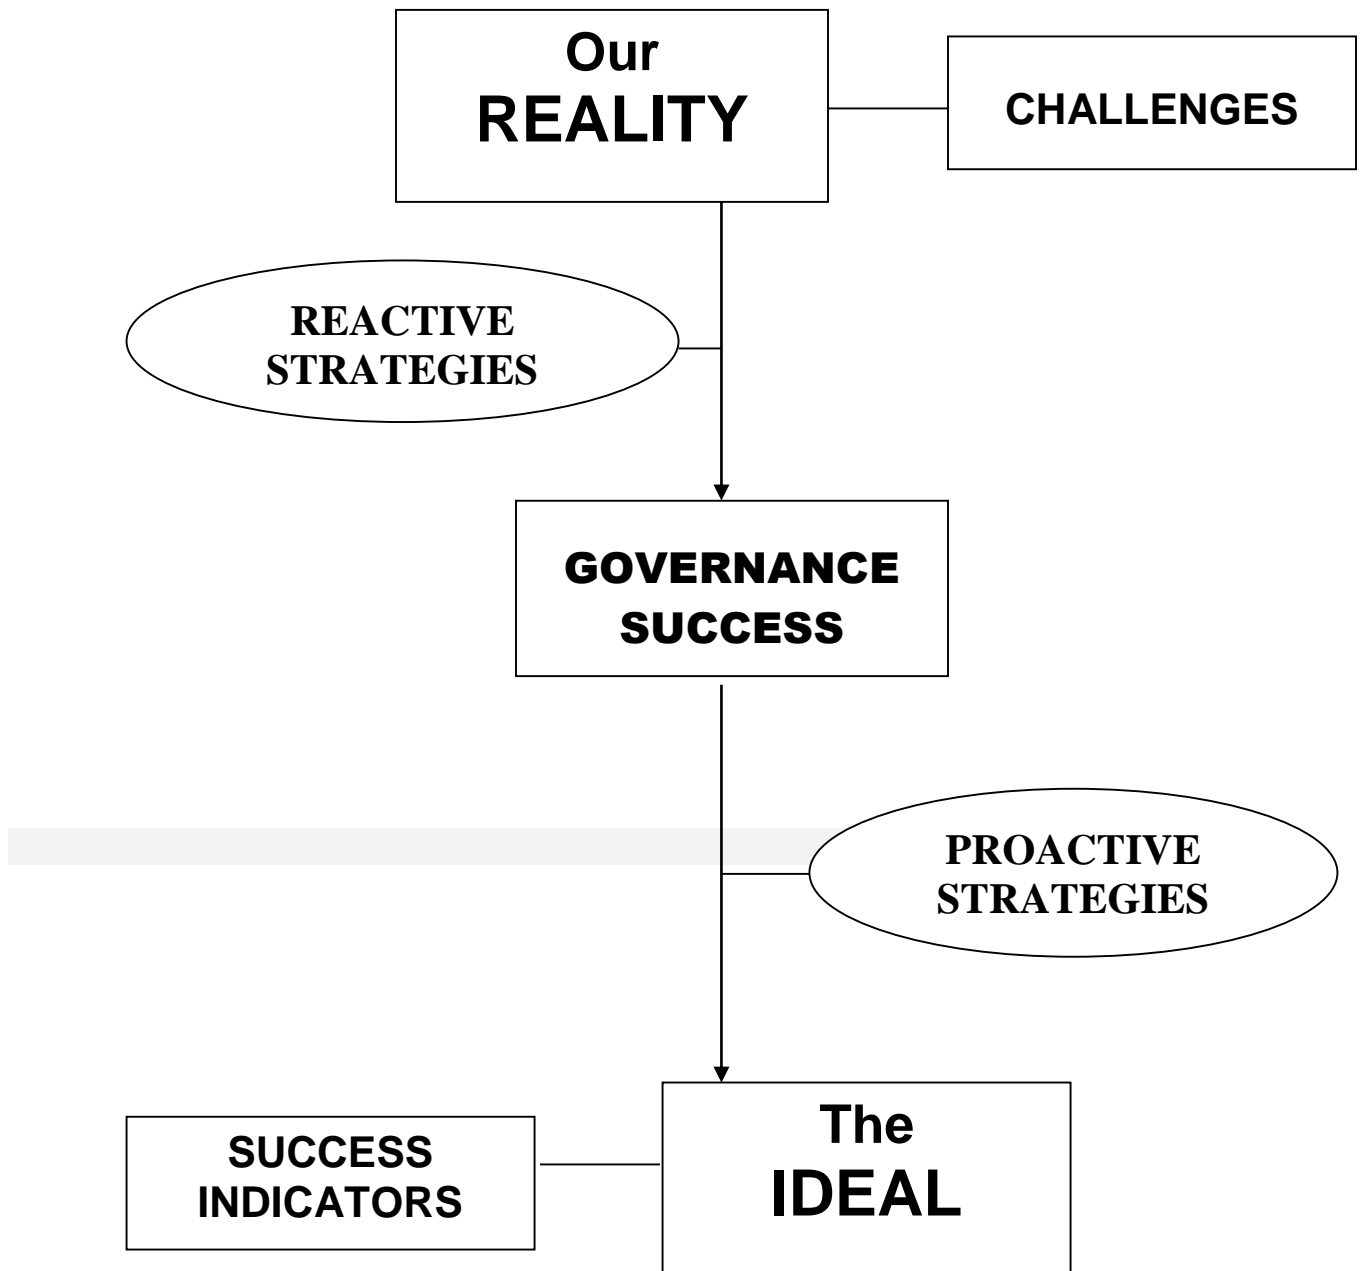 Our
REALITY
CHALLENGES
REACTIVE
STRATEGIES
GOVERNANCE
SUCCESS
PROACTIVE
STRATEGIES
SUCCESS
INDICATORS
The
IDEAL